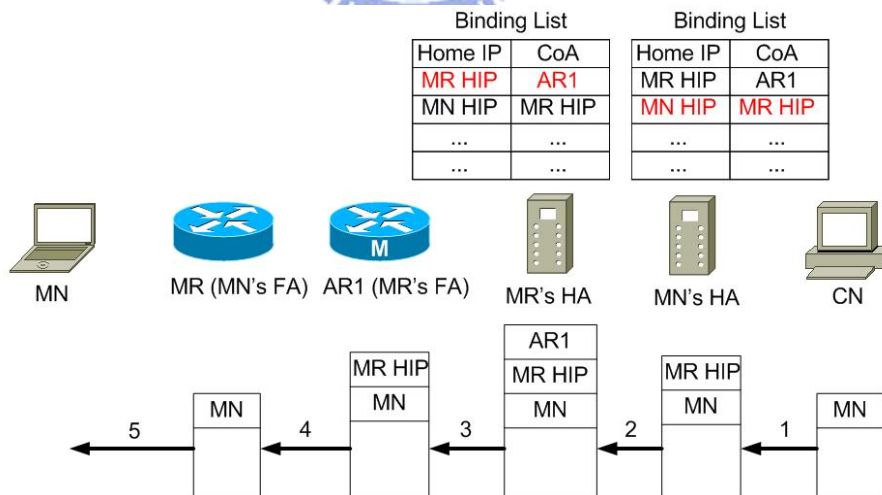 Binding List
Home IP CoA
MR HIP AR1
MN HIP MR HIP
... ...
... ...
Binding List
Home IP CoA
MR HIP AR1
MN HIP MR HIP
... ...
... ...
M
MN
MR (MN's FA)
AR1 (MR's FA)
MR's HA
MN's HA
CN
5
MN
4
MR HIP
MN
3
AR1
MR HIP
MN
2
MR HIP
MN
1
MN